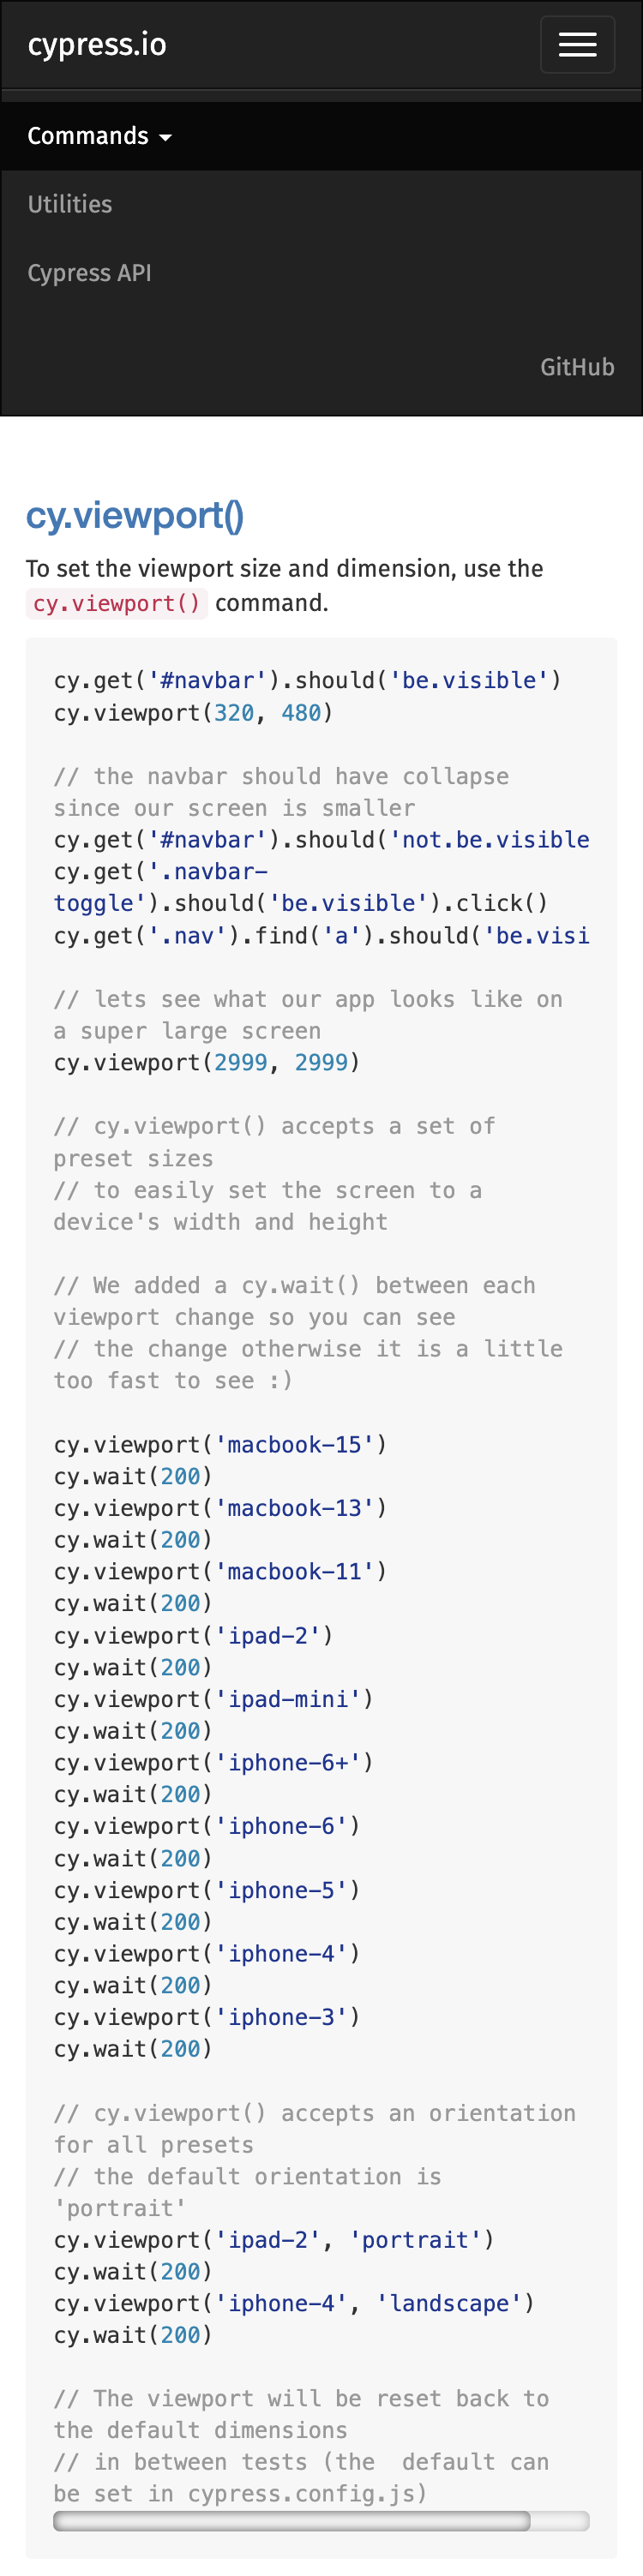 cypress.io
Commands
Utilities
Cypress API
GitHub
cy.viewport()
To set the viewport size and dimension, use the
cy.viewport() command.
cy.get('#navbar').should('be.visible')
cy.viewport(320, 480)
// the navbar should have collapse
since our screen is smaller
cy.get('#navbar').should('not.be.visible
cy.get('.navbar-
toggle').should('be.visible').click()
cy.get('.nav').find('a').should('be.visi
// lets see what our app looks like on
a super large screen
cy.viewport(2999, 2999)
// cy.viewport() accepts a set of
preset sizes
// to easily set the screen to a
device's width and height
// We added a cy.wait() between each
viewport change so you can see
// the change otherwise it is a little
too fast to see :)
cy.viewport('macbook-15')
cy.wait(200)
cy.viewport('macbook-13')
cy.wait(200)
cy.viewport('macbook-11')
cy.wait(200)
cy.viewport('ipad-2')
cy.wait(200)
cy.viewport('ipad-mini')
cy.wait(200)
cy.viewport('iphone-6+')
cy.wait(200)
cy.viewport('iphone-6')
cy.wait(200)
cy.viewport('iphone-5')
cy.wait(200)
cy.viewport('iphone-4')
cy.wait(200)
cy.viewport('iphone-3')
cy.wait(200)
// cy.viewport() accepts an orientation
for all presets
// the default orientation is
'portrait'
cy.viewport('ipad-2', 'portrait')
cy.wait(200)
cy.viewport('iphone-4', 'landscape')
cy.wait(200)
// The viewport will be reset back to
the default dimensions
// in between tests (the  default can
be set in cypress.config.js)